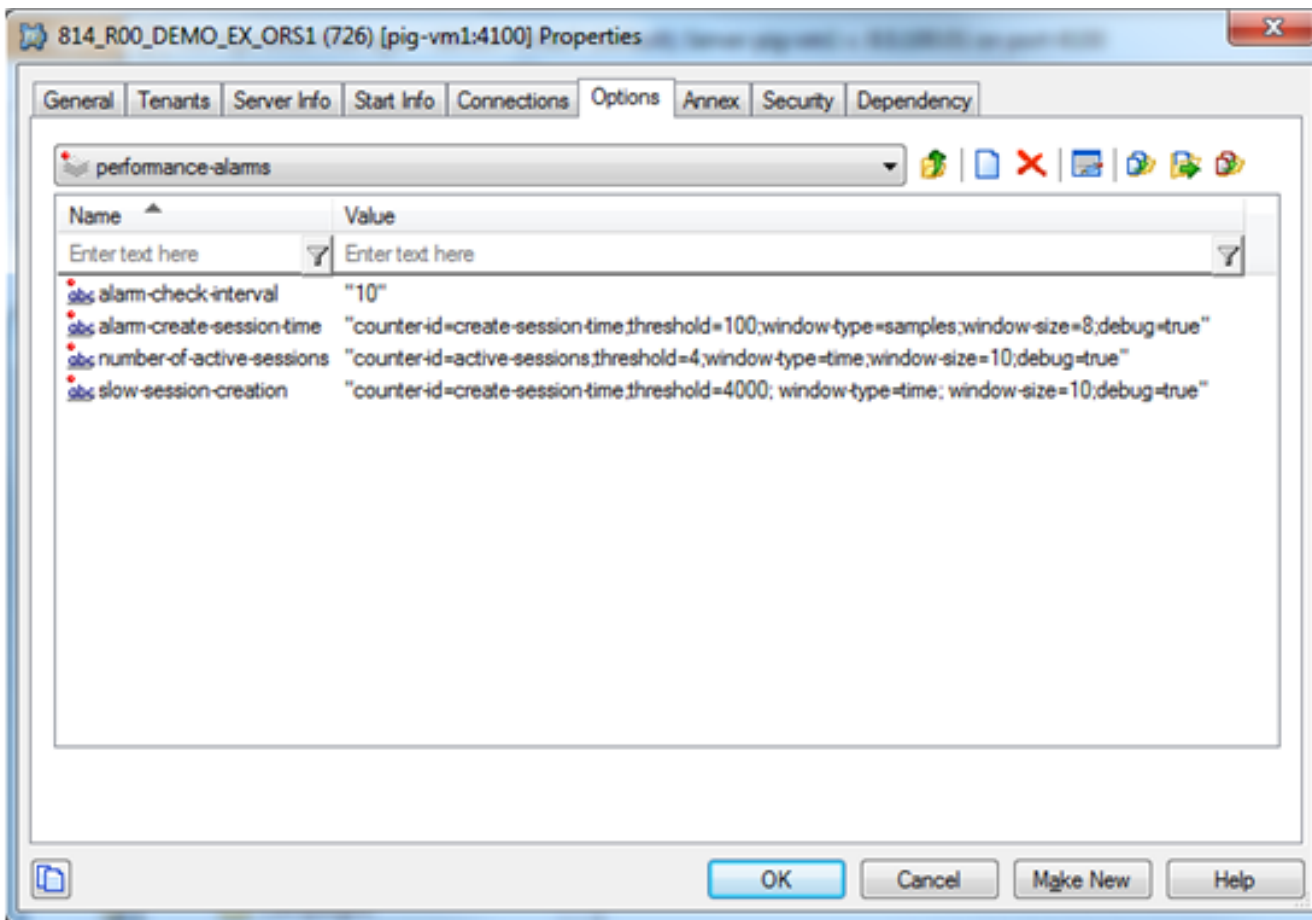 814_R00_DEMO_EX_ORS1 (726) [pig-vm1:4100] Properties
General Tenants Server Info Start Info Connections Options Annex Security Dependency
performance-alarms
Name Value
Enter text here Enter text here
abc alarm-check-interval "10"
abc alarm-create-session-time "counter-id=create-session-time;threshold=100;window-type=samples;window-size=8;debug=true"
abc number-of-active-sessions "counter-id=active-sessions;threshold=4;window-type=time;window-size=10;debug=true"
abc slow-session-creation "counter-id=create-session-time;threshold=4000; window-type=time; window-size=10;debug=true"
OK Cancel Make New Help